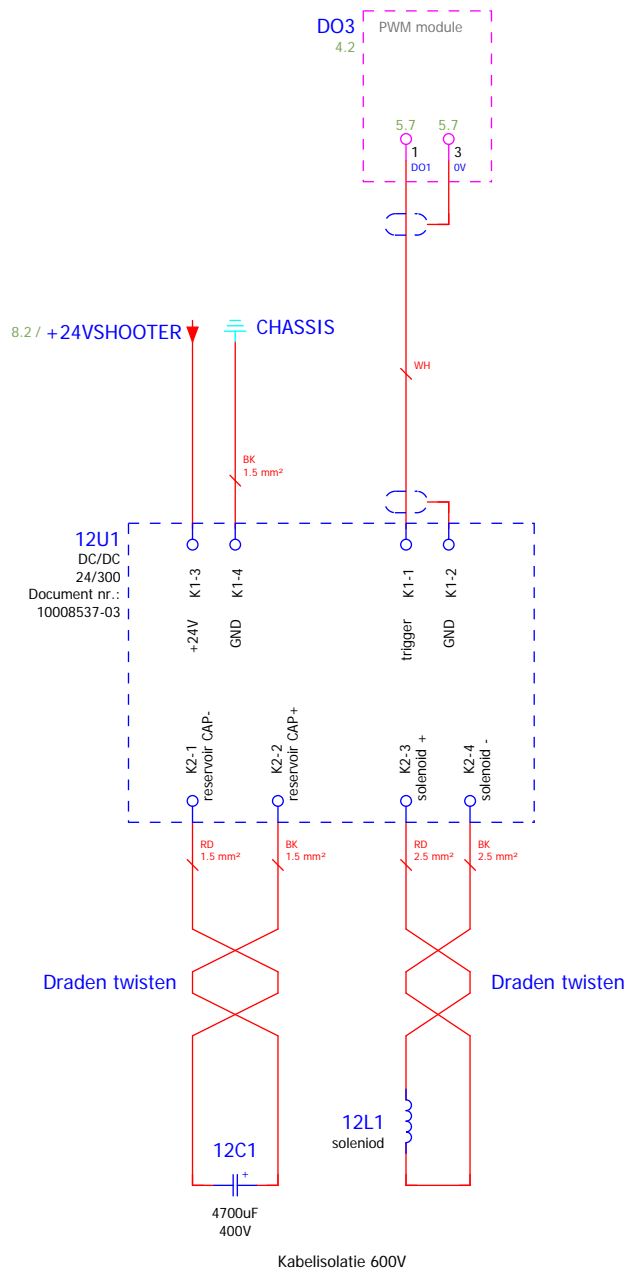 DO3
PWM module
4.2
5.7
5.7
1
3
DO1
0V
8.2 / +24VSHOOTER
CHASSIS
WH
BK
1.5 mm²
12U1
DC/DC
24/300
Document nr.:
10008537-03
K1-3
+24V
K1-4
GND
K1-1
trigger
K1-2
GND
K2-1
reservoir CAP-
K2-2
reservoir CAP+
K2-3
solenoid +
K2-4
solenoid -
RD
1.5 mm²
BK
1.5 mm²
RD
2.5 mm²
BK
2.5 mm²
Draden twisten
Draden twisten
12L1
soleniod
12C1
+
4700uF
400V
Kabelisolatie 600V